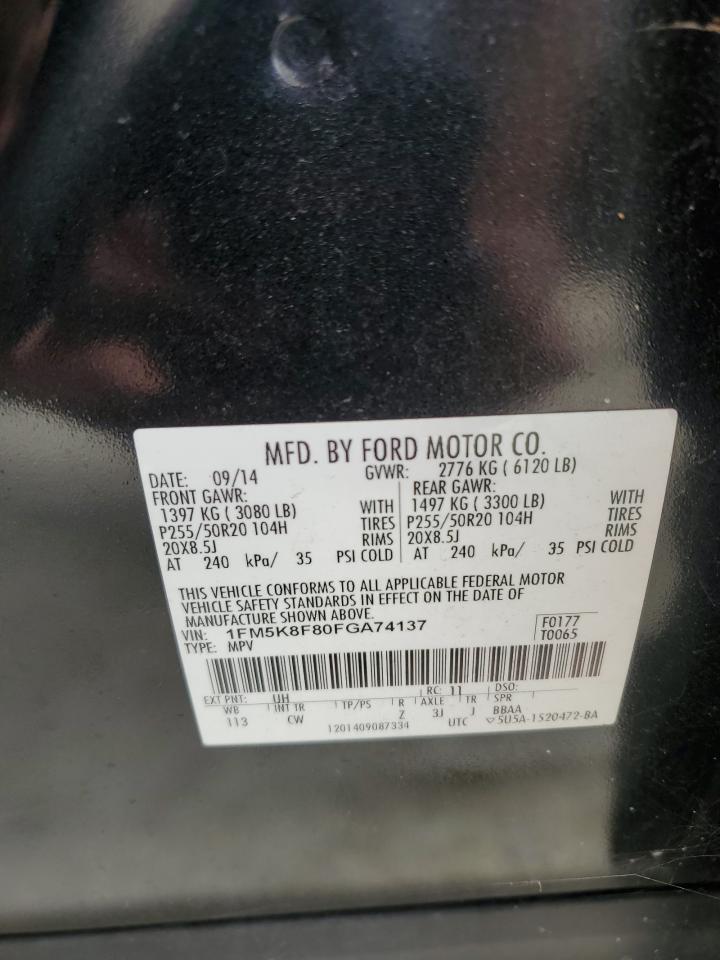 MFD. BY FORD MOTOR CO.
DATE: 09/14 GVWR: 2776 KG ( 6120 LB)
FRONT GAWR: REAR GAWR:
1397 KG ( 3080 LB) WITH 1497 KG ( 3300 LB) WITH
P255/50R20 104H TIRES P255/50R20 104H TIRES
20X8.5J RIMS 20X8.5J RIMS
AT 240 kPa/ 35 PSI COLD AT 240 kPa/ 35 PSI COLD
THIS VEHICLE CONFORMS TO ALL APPLICABLE FEDERAL MOTOR
VEHICLE SAFETY STANDARDS IN EFFECT ON THE DATE OF
MANUFACTURE SHOWN ABOVE.
VIN: 1FM5K8F80FGA74137 F0177
TYPE: MPV T0065
EXT PNT: UH RC: 11 DSO:
WB INT TR TP/PS R AXLE TR SPR
113 CW Z 3J J BBAA
1201409087334 UTC ▽5U5A-1520472-BA